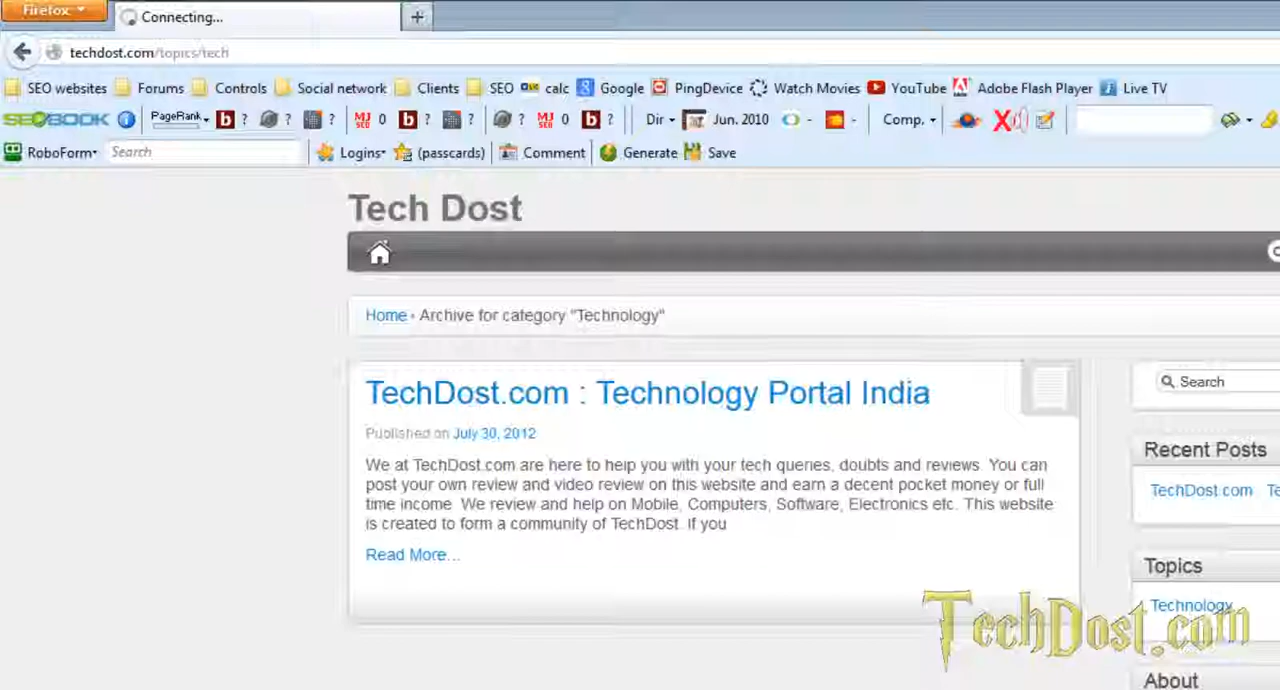 Firefox
Connecting...
techdost.com/topics/tech
SEO websites Forums Controls Social network Clients SEO calc Google PingDevice Watch Movies YouTube Adobe Flash Player Live TV
SEOBOOK PageRank ? ? ? 0 ? ? ? 0 ? Dir Jun. 2010 - - Comp.
RoboForm Search Logins (passcards) Comment Generate Save
Tech Dost
Home Archive for category "Technology"
TechDost.com : Technology Portal India
Published on July 30, 2012
We at TechDost.com are here to help you with your tech queries, doubts and reviews. You can
post your own review and video review on this website and earn a decent pocket money or full
time income. We review and help on Mobile, Computers, Software, Electronics etc. This website
is created to form a community of TechDost. If you
Read More...
Search
Recent Posts
TechDost.com Te
Topics
Technology
About
TechDost.com